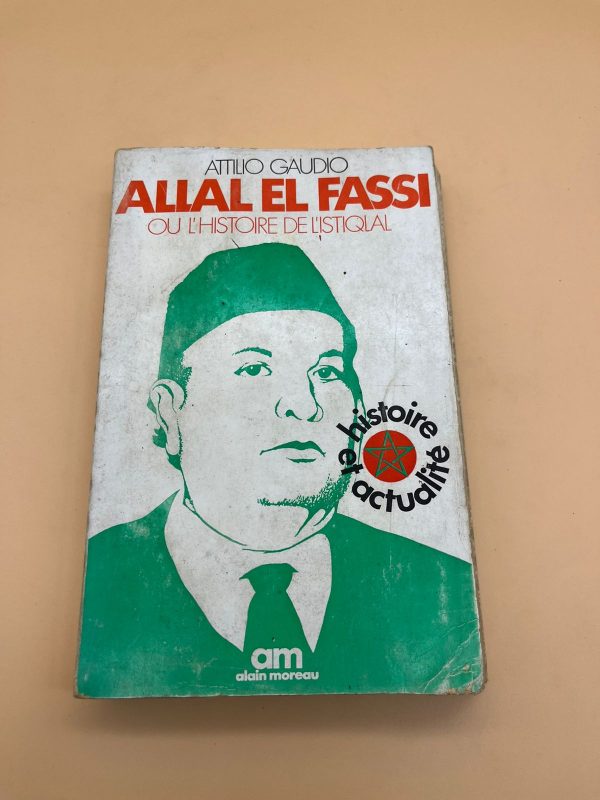 ATTILIO GAUDIO
ALLAL EL FASSI
OU L'HISTOIRE DE L'ISTIQLAL
histoire
et actualité
am
alain moreau